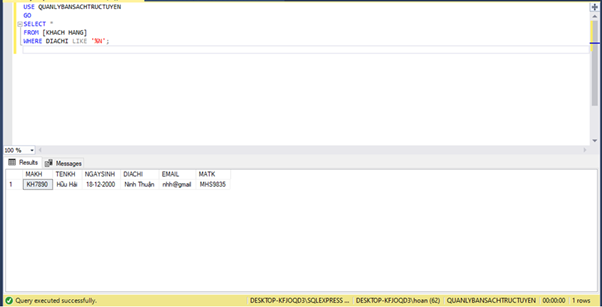 USE QUANLYBANSACHTRUCTUYEN
GO
SELECT *
FROM [KHACH HANG]
WHERE DIACHI LIKE '%N';
100 %
Results Messages
MAKH TENKH NGAYSINH DIACHI EMAIL MATK
1 KH7890 Hữu Hải 18-12-2000 Ninh Thuận nhh@gmail MHS9835
Query executed successfully. DESKTOP-KFJOQD3\SQLEXPRESS ... DESKTOP-KFJOQD3\hoan (62) QUANLYBANSACHTRUCTUYEN 00:00:00 1 rows